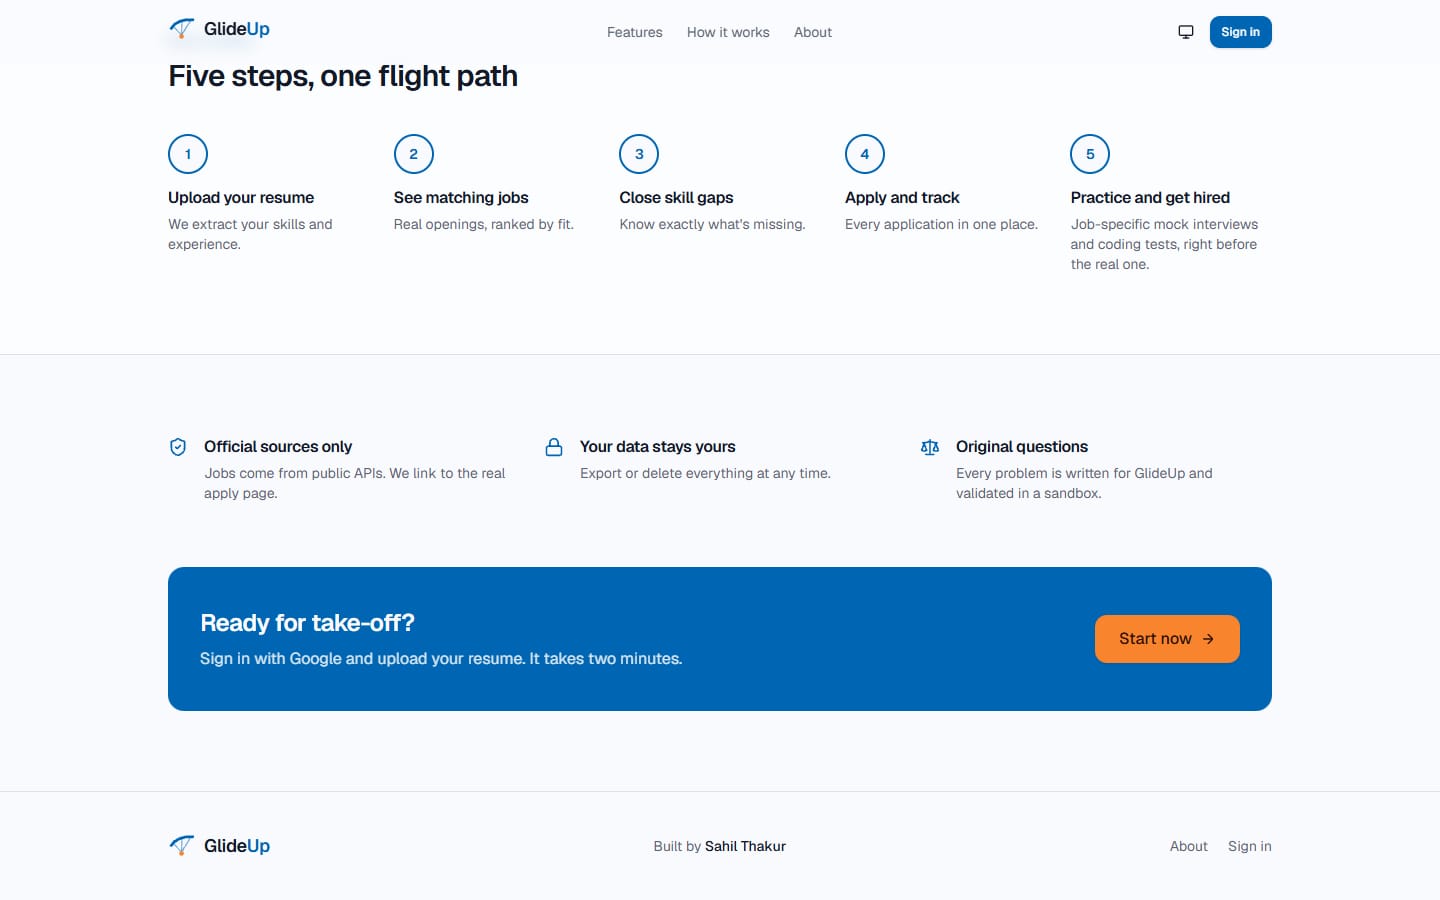 GlideUp
Features
How it works
About
Sign in
Five steps, one flight path
1
Upload your resume
We extract your skills and
experience.
2
See matching jobs
Real openings, ranked by fit.
3
Close skill gaps
Know exactly what's missing.
4
Apply and track
Every application in one place.
5
Practice and get hired
Job-specific mock interviews
and coding tests, right before
the real one.
Official sources only
Jobs come from public APIs. We link to the real
apply page.
Your data stays yours
Export or delete everything at any time.
Original questions
Every problem is written for GlideUp and
validated in a sandbox.
Ready for take-off?
Sign in with Google and upload your resume. It takes two minutes.
Start now →
GlideUp
Built by Sahil Thakur
About
Sign in